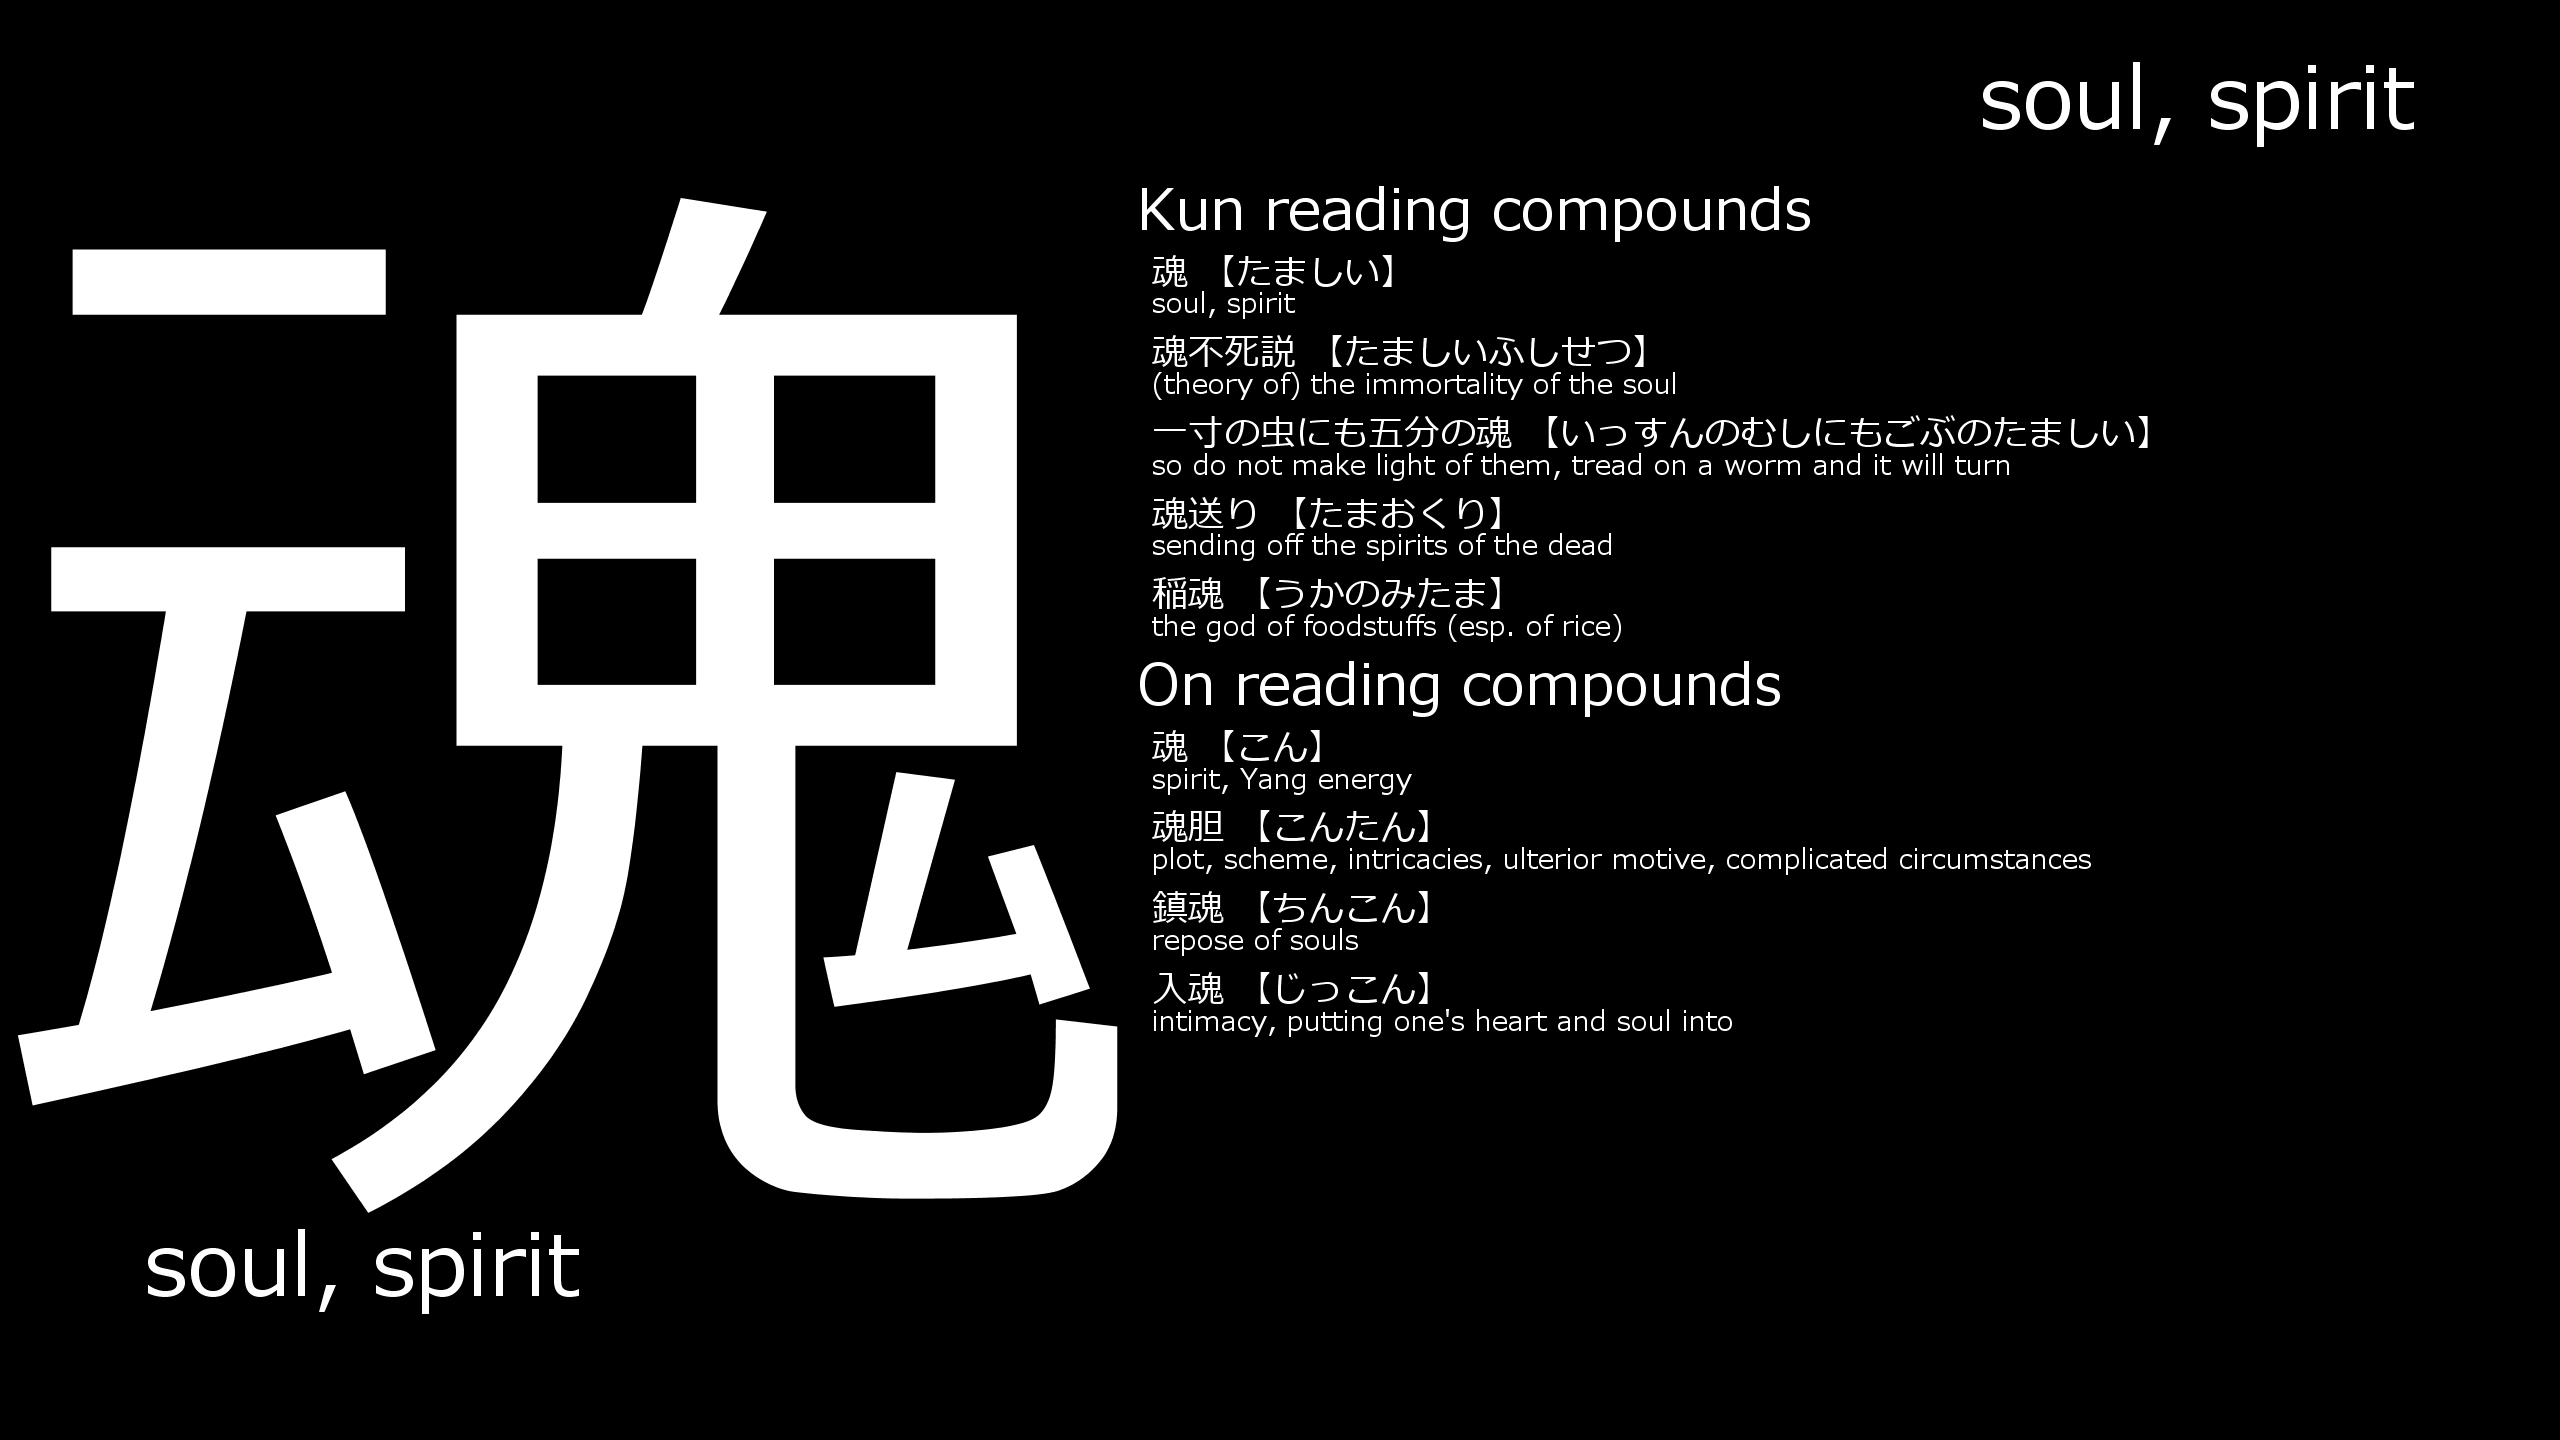 soul, spirit
魂
soul, spirit
Kun reading compounds
魂 【たましい】
soul, spirit
魂不死説 【たましいふしせつ】
(theory of) the immortality of the soul
一寸の虫にも五分の魂 【いっすんのむしにもごぶのたましい】
so do not make light of them, tread on a worm and it will turn
魂送り 【たまおくり】
sending off the spirits of the dead
稲魂 【うかのみたま】
the god of foodstuffs (esp. of rice)
On reading compounds
魂 【こん】
spirit, Yang energy
魂胆 【こんたん】
plot, scheme, intricacies, ulterior motive, complicated circumstances
鎮魂 【ちんこん】
repose of souls
入魂 【じっこん】
intimacy, putting one's heart and soul into